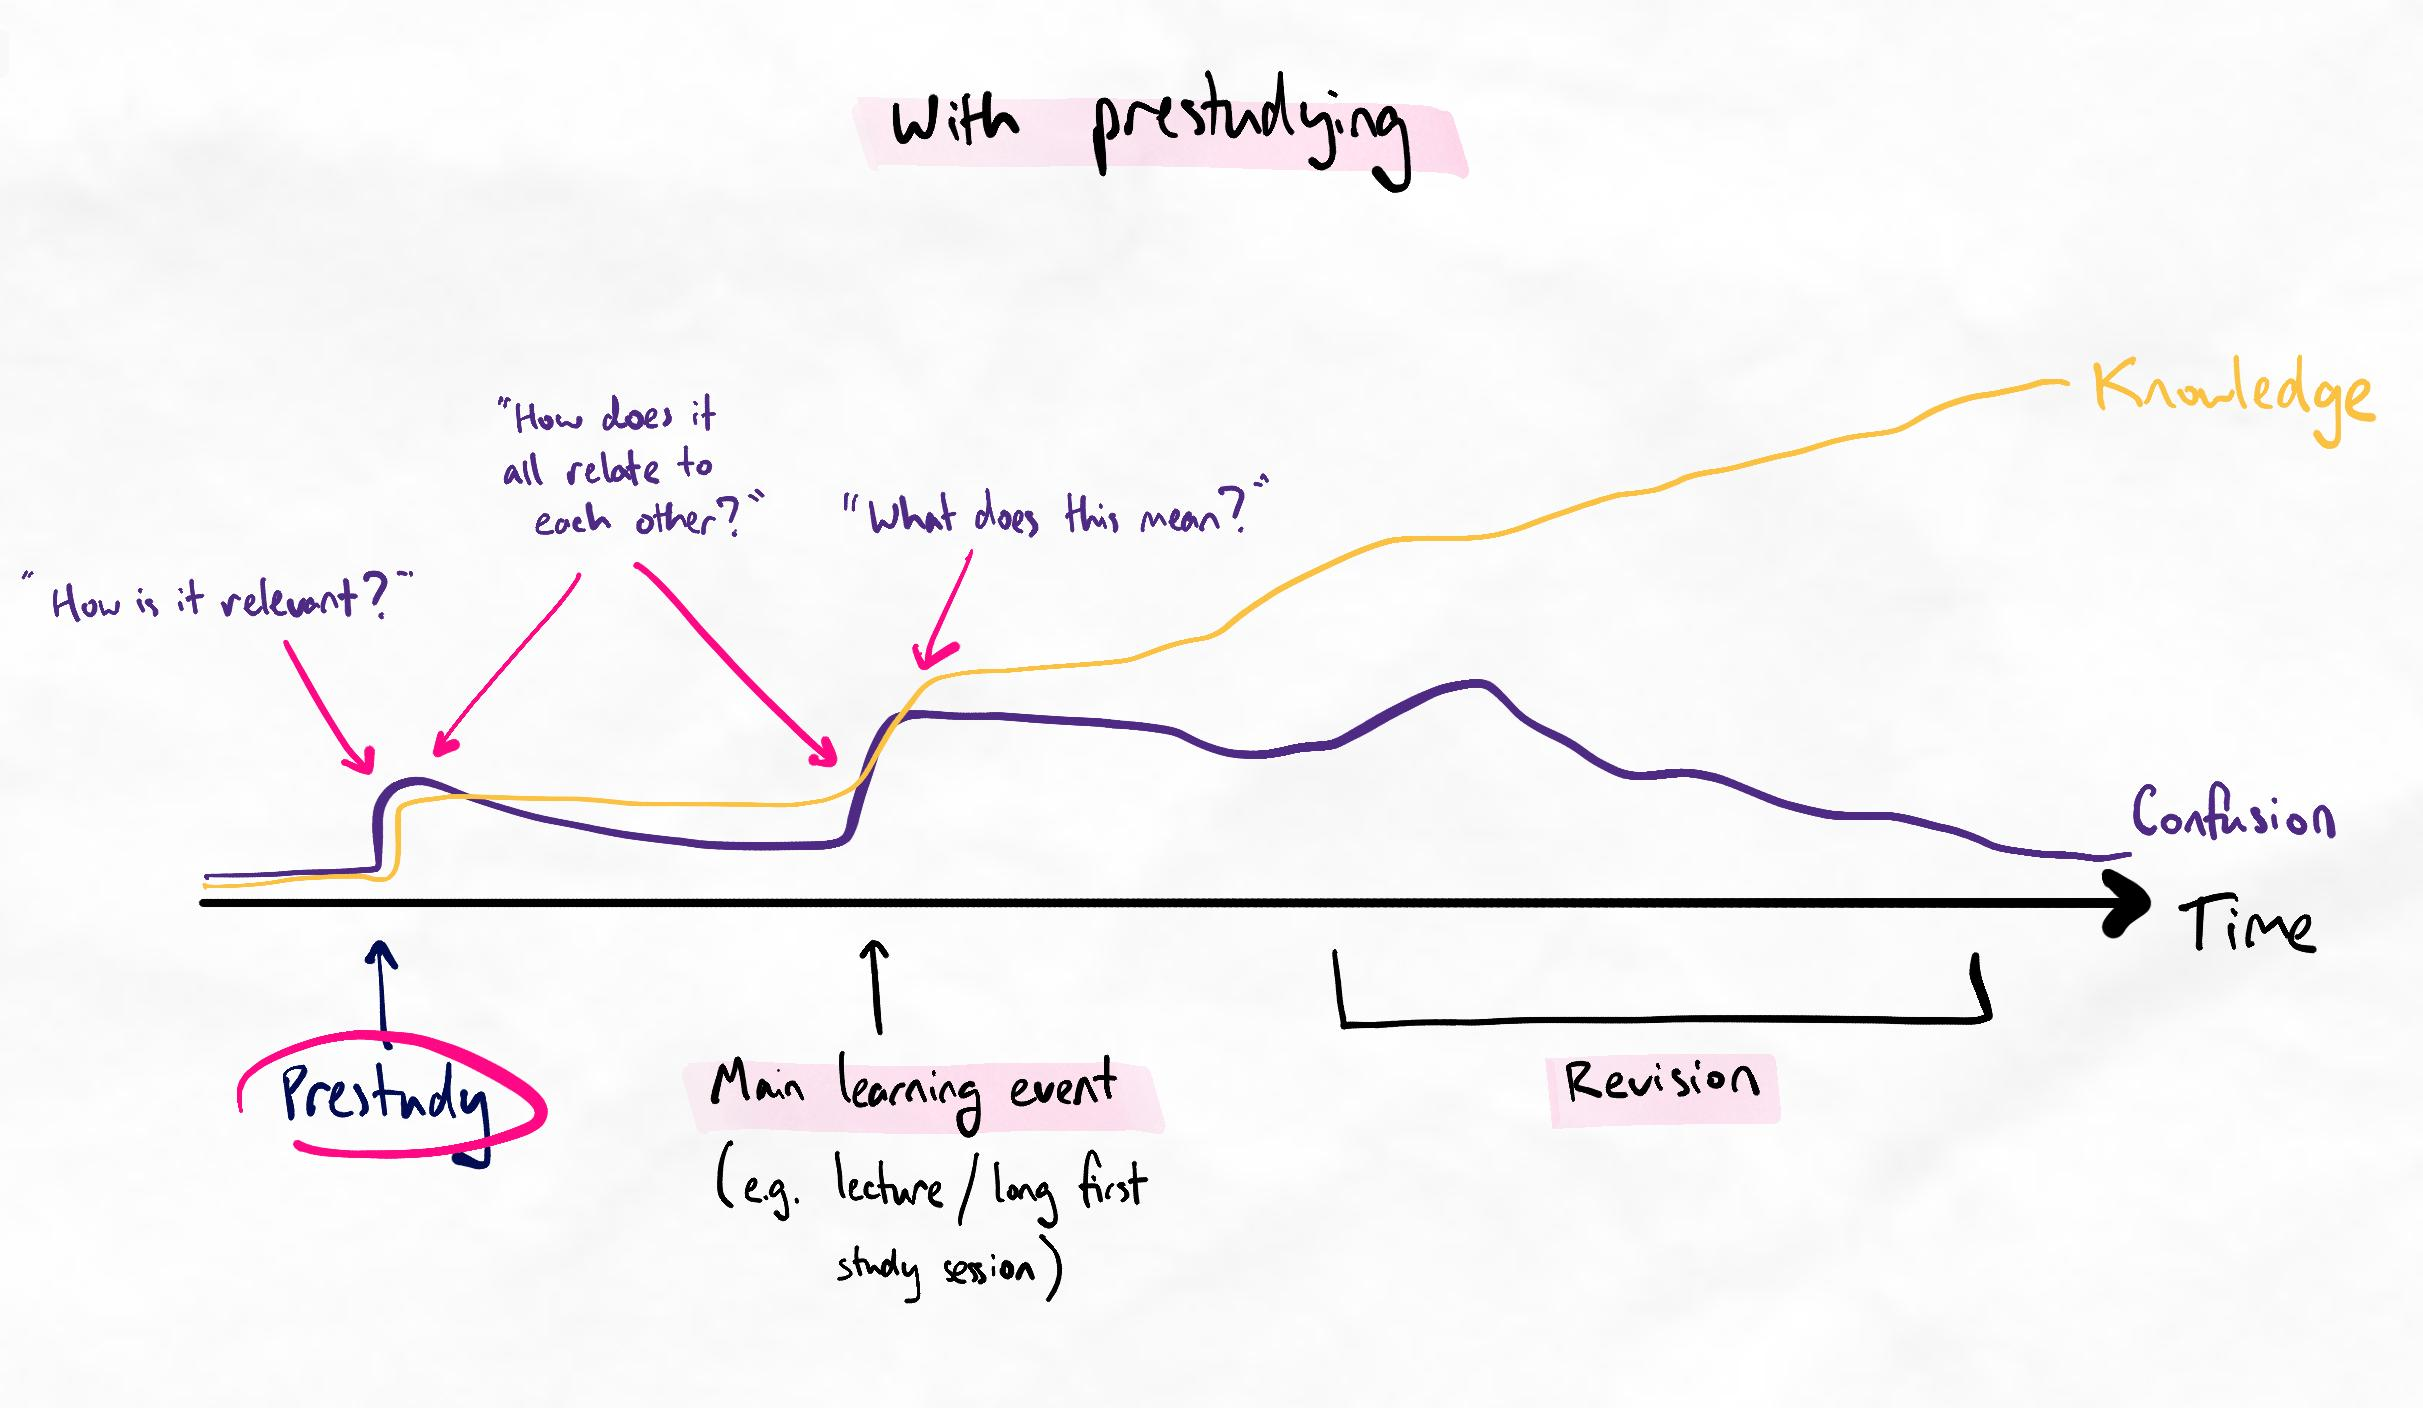 With prestudying
"How does it
all relate to
each other?"
"What does this mean?"
"How is it relevant?"
Knowledge
Confusion
Time
Prestudy
Main learning event
(e.g. lecture/long first
study session)
Revision